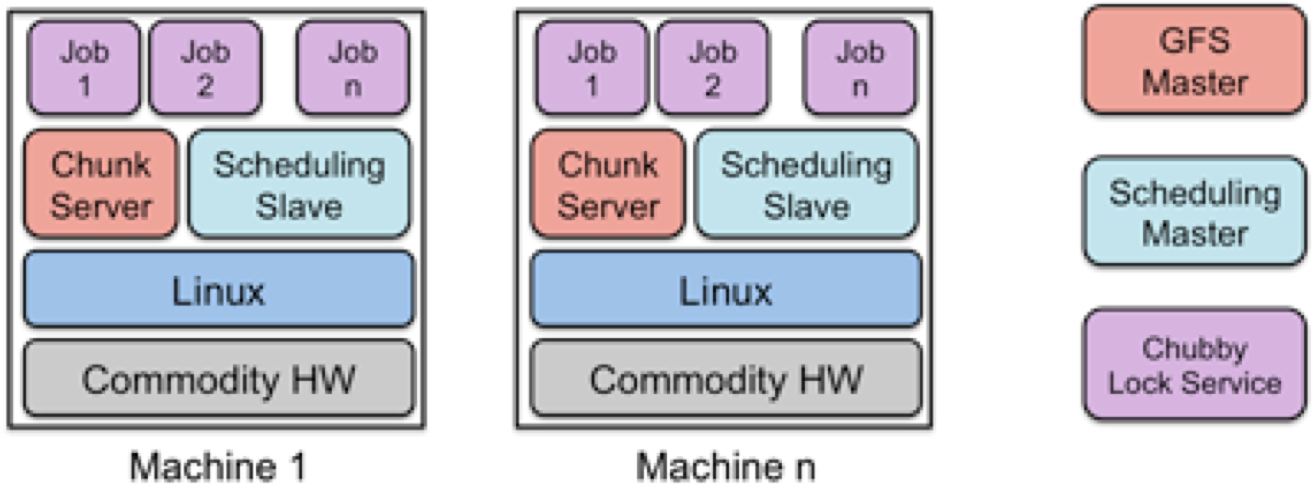 Job
1
Job
2
Job
n
Chunk
Server
Scheduling
Slave
Linux
Commodity HW
Machine 1
Job
1
Job
2
Job
n
Chunk
Server
Scheduling
Slave
Linux
Commodity HW
Machine n
GFS
Master
Scheduling
Master
Chubby
Lock Service